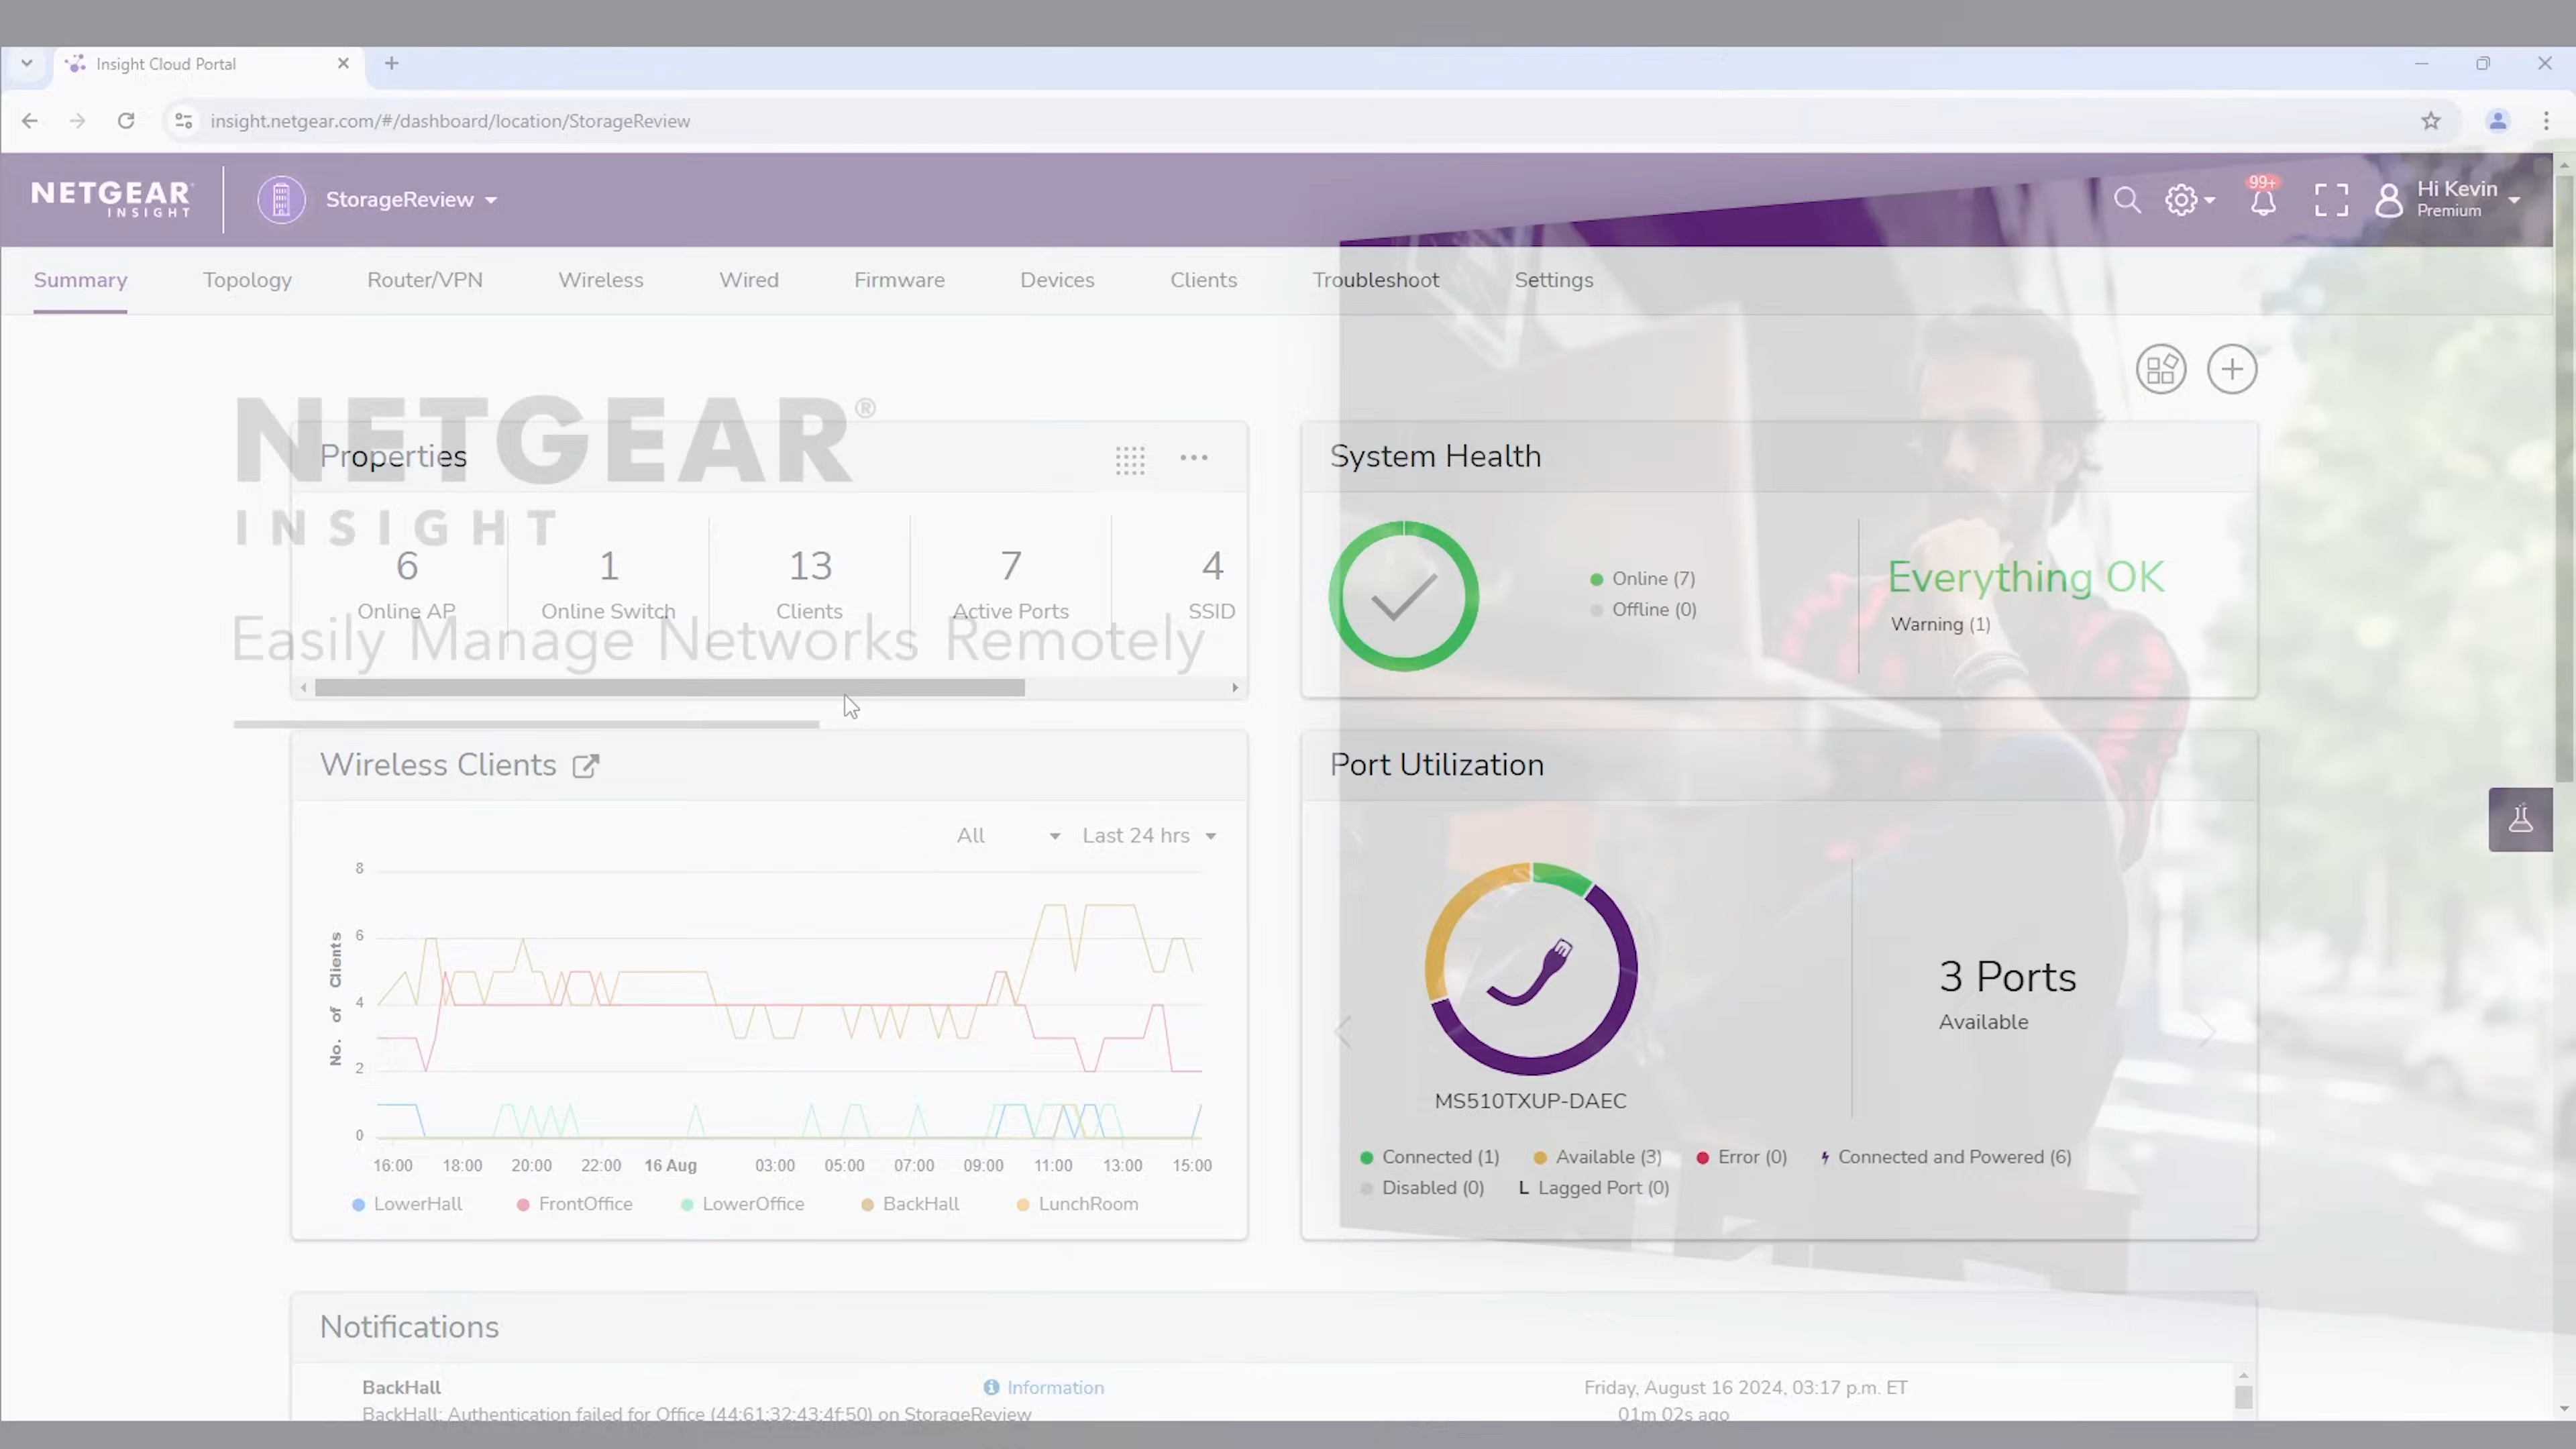 Insight Cloud Portal
insight.netgear.com/#/dashboard/location/StorageReview
NETGEAR
INSIGHT
StorageReview
99+
Hi Kevin
Premium
Summary Topology Router/VPN Wireless Wired Firmware Devices Clients Troubleshoot Settings
NETGEAR®
INSIGHT
Easily Manage Networks Remotely
Properties
6 1 13 7 4
Online AP Online Switch Clients Active Ports SSID
System Health
Online (7)
Offline (0)
Everything OK
Warning (1)
Wireless Clients
All Last 24 hrs
No. of Clients
8
6
4
2
0
16:00 18:00 20:00 22:00 16 Aug 03:00 05:00 07:00 09:00 11:00 13:00 15:00
LowerHall FrontOffice LowerOffice BackHall LunchRoom
Port Utilization
3 Ports
Available
MS510TXUP-DAEC
Connected (1) Available (3) Error (0) Connected and Powered (6)
Disabled (0) L Lagged Port (0)
Notifications
BackHall Information Friday, August 16 2024, 03:17 p.m. ET
BackHall: Authentication failed for Office (44:61:32:43:4f:50) on StorageReview 01m 02s ago